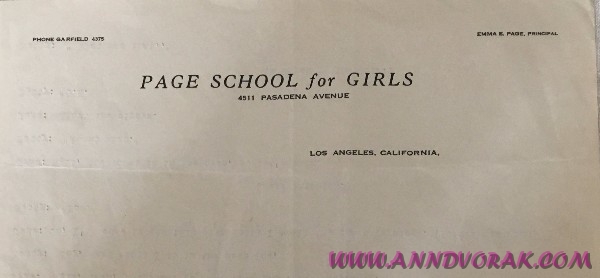 PHONE GARFIELD 4375
EMMA E. PAGE, PRINCIPAL
PAGE SCHOOL for GIRLS
4511 PASADENA AVENUE
LOS ANGELES, CALIFORNIA,
WWW.ANNDVORAK.COM